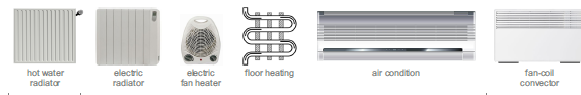 hot water
radiator
electric
radiator
electric
fan heater
floor heating
air condition
fan-coil
convector